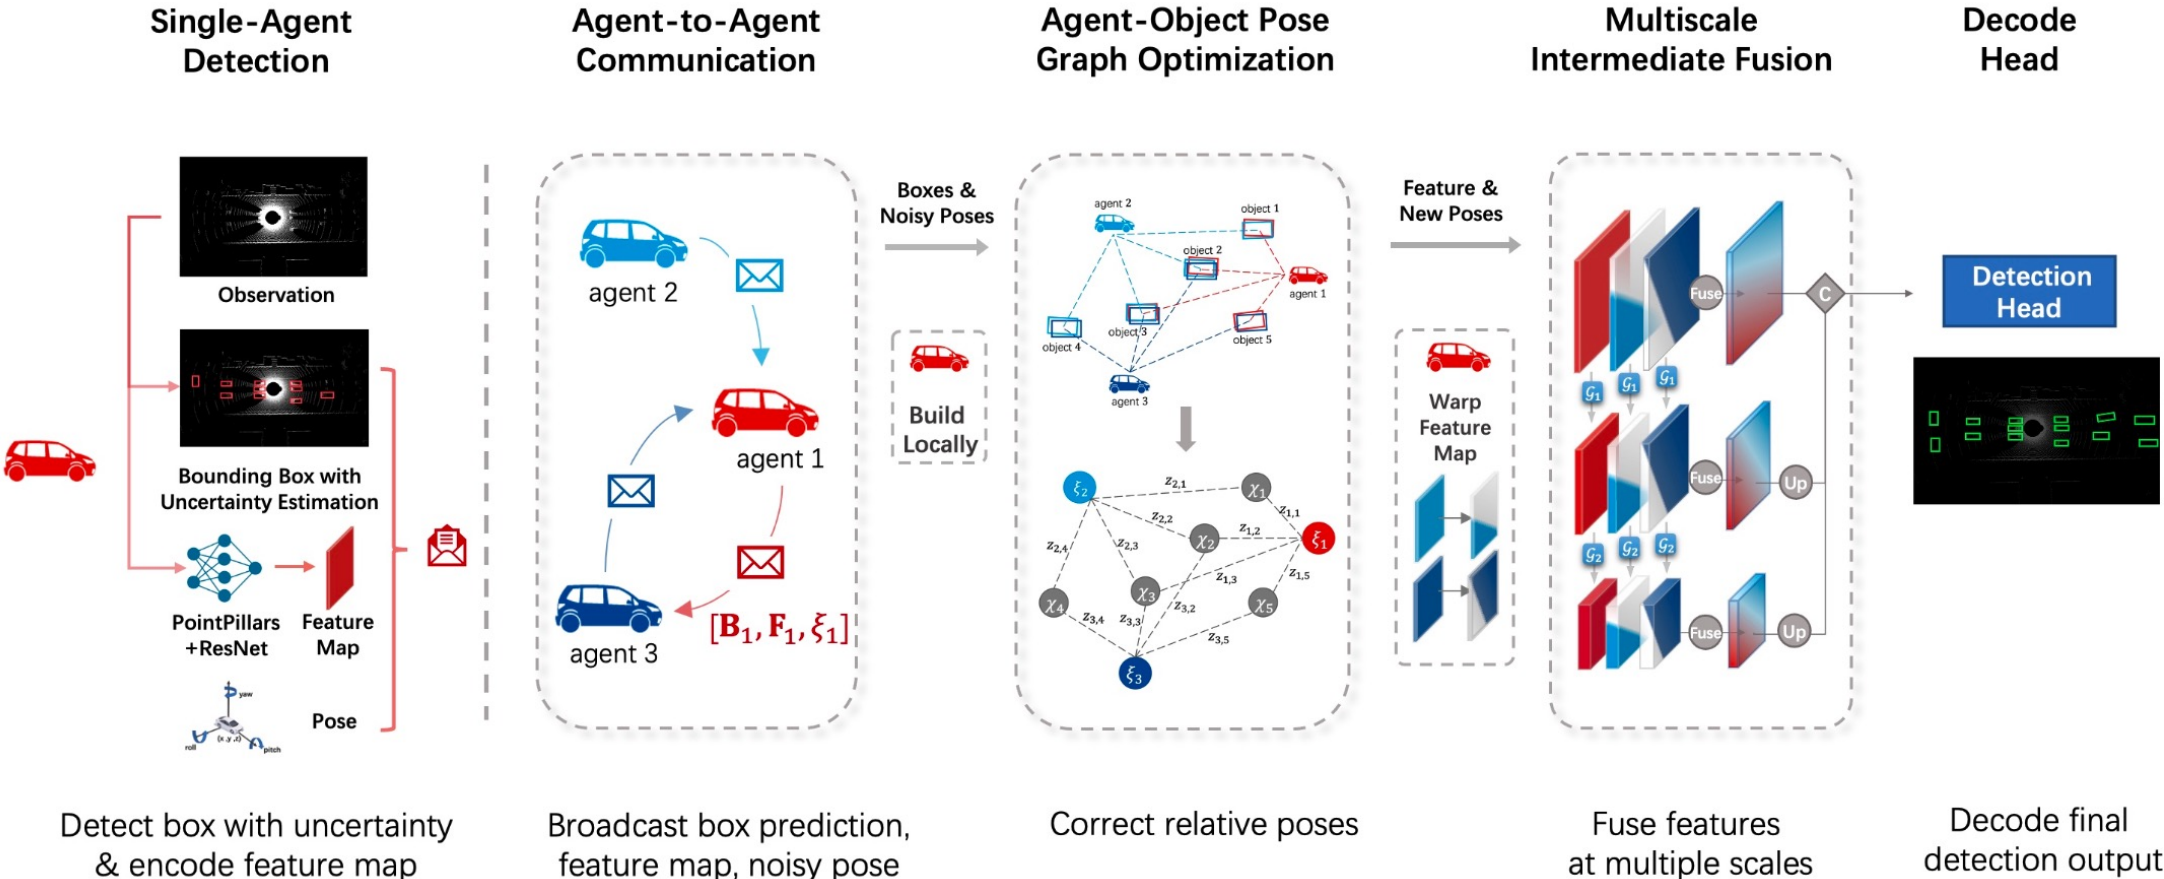 Single-Agent
Detection
Agent-to-Agent
Communication
Agent-Object Pose
Graph Optimization
Multiscale
Intermediate Fusion
Decode
Head
Observation
Bounding Box with
Uncertainty Estimation
PointPillars
+ResNet
Feature
Map
yaw
roll
(x,y,z)
pitch
Pose
agent 2
agent 1
agent 3
[B₁, F₁, ξ₁]
Boxes &
Noisy Poses
Build
Locally
agent 2
object 1
object 2
agent 1
object 3
object 4
object 5
agent 3
ξ₂
z₂,₁
χ₁
z₁,₁
z₂,₂
z₁,₂
χ₂
ξ₁
z₂,₄
z₂,₃
z₁,₃
z₁,₅
χ₄
χ₃
z₃,₂
χ₅
z₃,₄
z₃,₃
z₃,₅
ξ₃
Feature &
New Poses
Warp
Feature
Map
Fuse
C
𝒢₁
𝒢₁
𝒢₁
Fuse
Up
𝒢₂
𝒢₂
𝒢₂
Fuse
Up
Detection
Head
Detect box with uncertainty
& encode feature map
Broadcast box prediction,
feature map, noisy pose
Correct relative poses
Fuse features
at multiple scales
Decode final
detection output